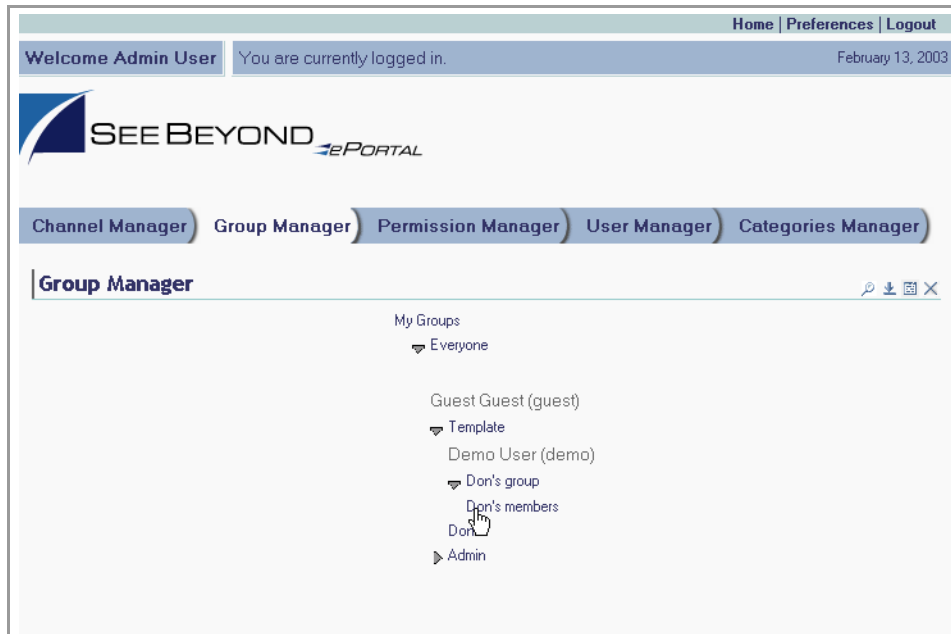 Home | Preferences | Logout
Welcome Admin User You are currently logged in. February 13, 2003
SEE BEYOND ePORTAL
Channel Manager Group Manager Permission Manager User Manager Categories Manager
Group Manager
My Groups
Everyone
Guest Guest (guest)
Template
Demo User (demo)
Don's group
Don's members
Admin